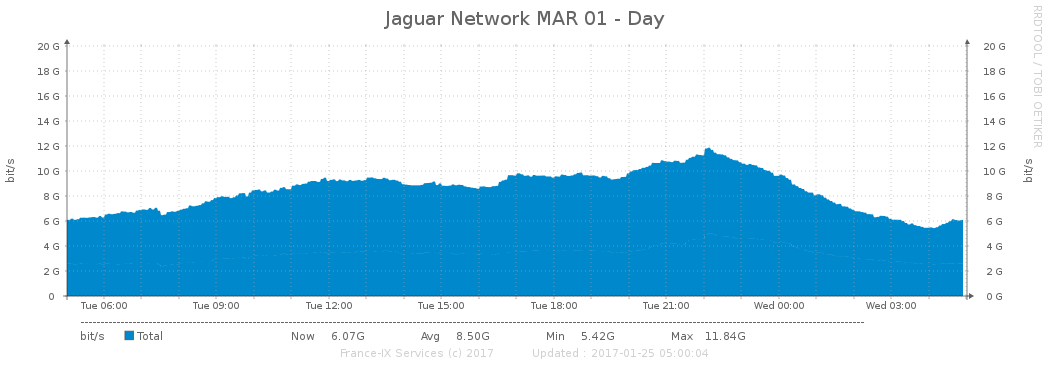 Jaguar Network MAR 01 - Day
RRDTOOL / TOBI OETIKER
bit/s
20 G 20 G
18 G 18 G
16 G 16 G
14 G 14 G
12 G 12 G
10 G 10 G
8 G 8 G
6 G 6 G
4 G 4 G
2 G 2 G
0 0 G
bit/s
Tue 06:00 Tue 09:00 Tue 12:00 Tue 15:00 Tue 18:00 Tue 21:00 Wed 00:00 Wed 03:00
bit/s Total Now 6.07G Avg 8.50G Min 5.42G Max 11.84G
France-IX Services (c) 2017 Updated : 2017-01-25 05:00:04